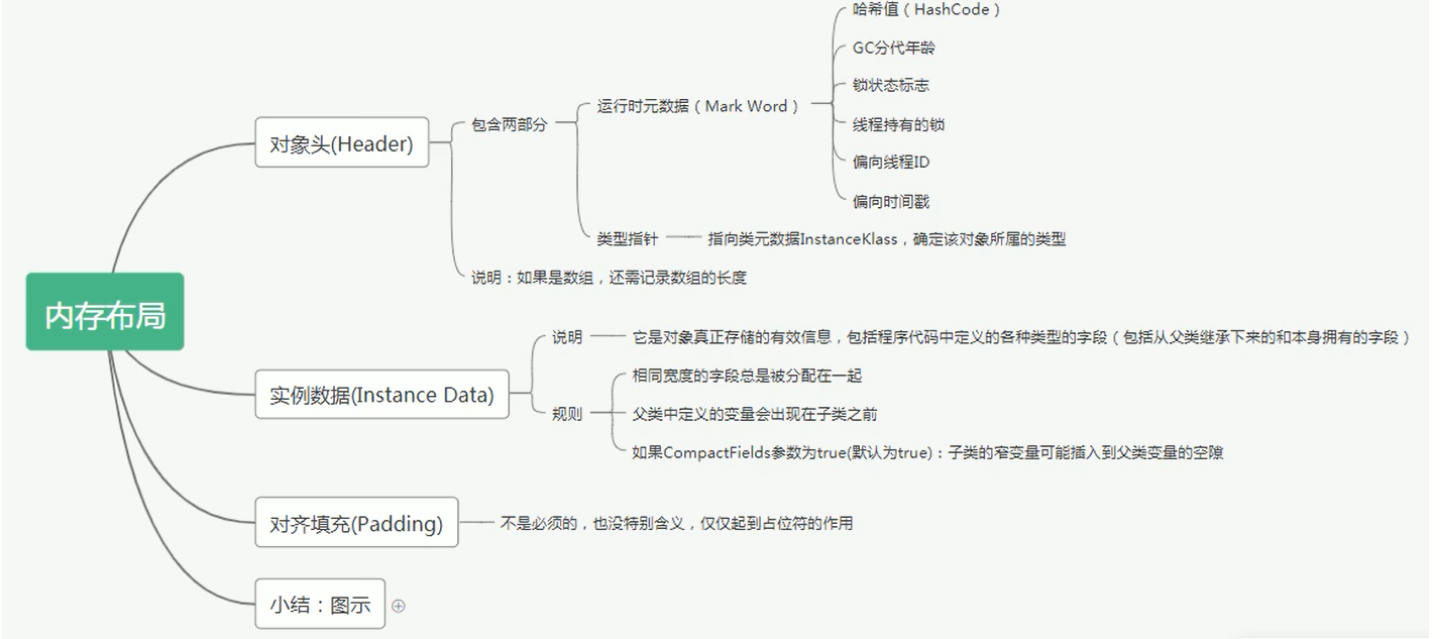 内存布局
对象头(Header)
包含两部分
运行时元数据（Mark Word）
哈希值（HashCode）
GC分代年龄
锁状态标志
线程持有的锁
偏向线程ID
偏向时间戳
类型指针
指向类元数据InstanceKlass，确定该对象所属的类型
说明：如果是数组，还需记录数组的长度
实例数据(Instance Data)
说明
它是对象真正存储的有效信息，包括程序代码中定义的各种类型的字段（包括从父类继承下来的和本身拥有的字段）
规则
相同宽度的字段总是被分配在一起
父类中定义的变量会出现在子类之前
如果CompactFields参数为true(默认为true)：子类的窄变量可能插入到父类变量的空隙
对齐填充(Padding)
不是必须的，也没特别含义，仅仅起到占位符的作用
小结：图示